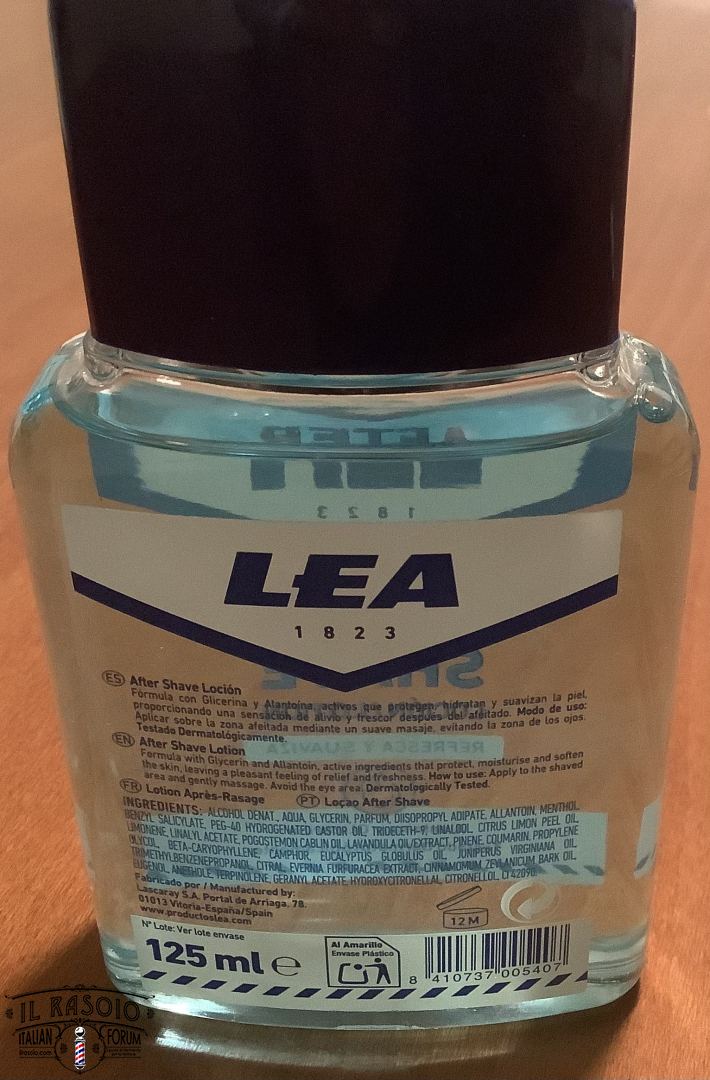 LEA
1823
ES After Shave Loción
Fórmula con Glicerina y Alantoína, activos que protegen, hidratan y suavizan la piel,
proporcionando una sensación de alivio y frescor después del afeitado. Modo de uso:
Aplicar sobre la zona afeitada mediante un suave masaje, evitando la zona de los ojos.
Testado Dermatológicamente.
EN After Shave Lotion
Formula with Glycerin and Allantoin, active ingredients that protect, moisturise and soften
the skin, leaving a pleasant feeling of relief and freshness. How to use: Apply to the shaved
area and gently massage. Avoid the eye area. Dermatologically Tested.
FR Lotion Après-Rasage PT Loçao After Shave
INGREDIENTS: ALCOHOL DENAT., AQUA, GLYCERIN, PARFUM, DIISOPROPYL ADIPATE, ALLANTOIN, MENTHOL,
BENZYL SALICYLATE, PEG-40 HYDROGENATED CASTOR OIL, TRIDECETH-9, LINALOOL, CITRUS LIMON PEEL OIL,
LIMONENE, LINALYL ACETATE, POGOSTEMON CABLIN OIL, LAVANDULA OIL/EXTRACT, PINENE, COUMARIN, PROPYLENE
GLYCOL, BETA-CARYOPHYLLENE, CAMPHOR, EUCALYPTUS GLOBULUS OIL, JUNIPERUS VIRGINIANA OIL,
TRIMETHYLBENZENEPROPANOL, CITRAL, EVERNIA FURFURACEA EXTRACT, CINNAMOMUM ZEYLANICUM BARK OIL,
EUGENOL, ANETHOLE, TERPINOLENE, GERANYL ACETATE, HYDROXYCITRONELLAL, CITRONELLOL, CI 42090.
Fabricado por / Manufactured by:
Lascaray S.A. Portal de Arriaga, 78.
01013 Vitoria-España/Spain
www.productoslea.com
12 M
Nº Lote: Ver lote envase
125 ml e
Al Amarillo
Envase Plástico
8 410737 005407
AFTER
1823
REFRESCA Y SUAVIZA
IL RASOIO
ITALIAN FORUM
ilrasoio.com